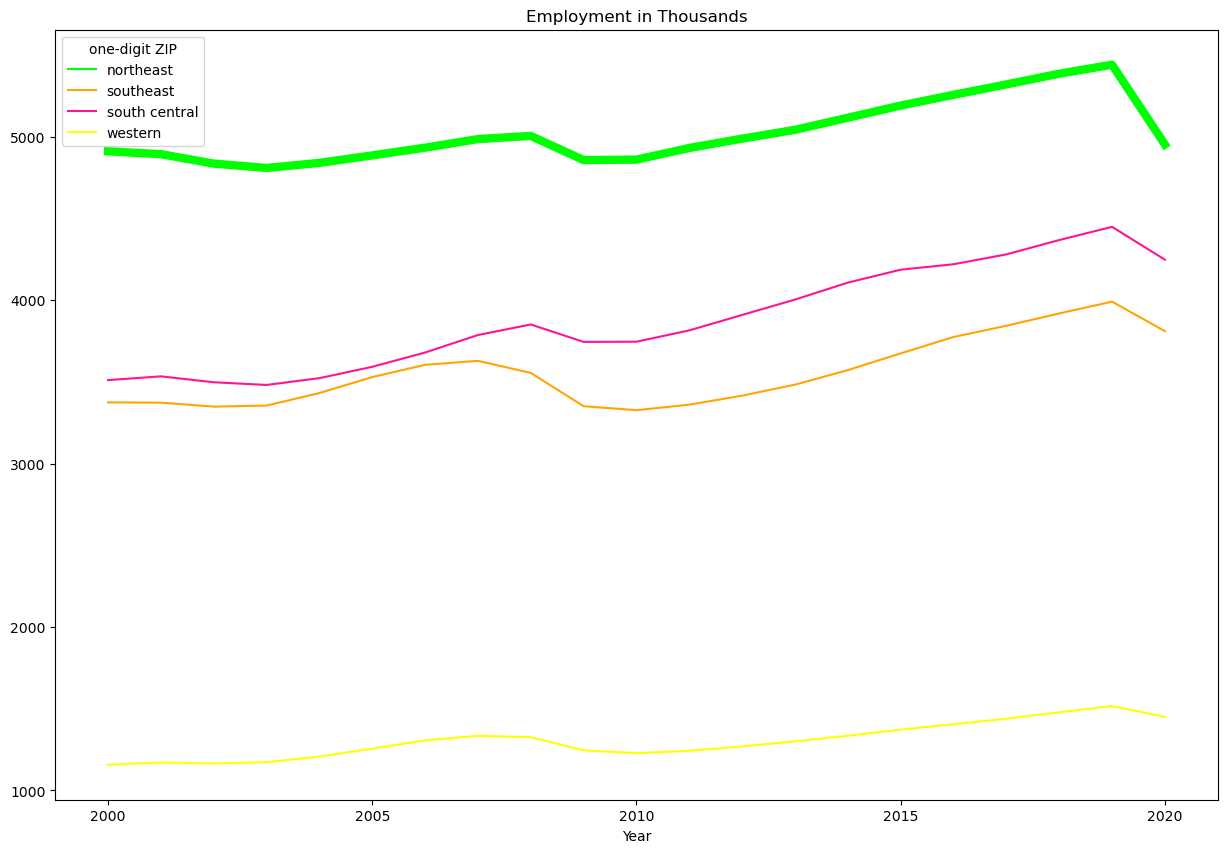 Employment in Thousands
one-digit ZIP
northeast
southeast
south central
western
5000
4000
3000
2000
1000
2000
2005
2010
2015
2020
Year